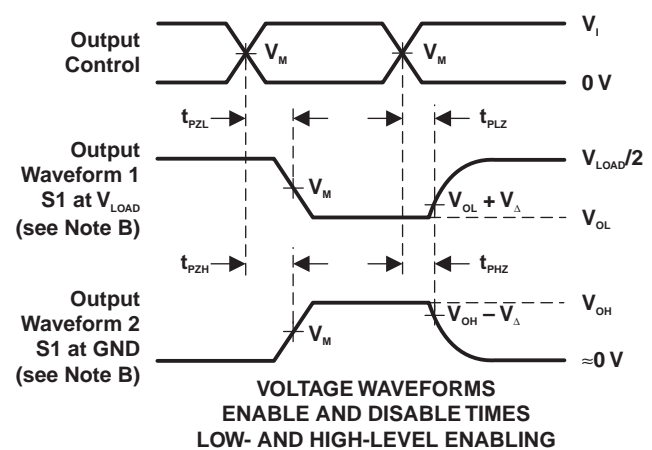 Output
Control
V_M
V_M
V_I
0 V
t_PZL
t_PLZ
Output
Waveform 1
S1 at V_LOAD
(see Note B)
V_M
V_OL + V_Δ
V_LOAD/2
V_OL
t_PZH
t_PHZ
Output
Waveform 2
S1 at GND
(see Note B)
V_M
V_OH – V_Δ
V_OH
≈0 V
VOLTAGE WAVEFORMS
ENABLE AND DISABLE TIMES
LOW- AND HIGH-LEVEL ENABLING